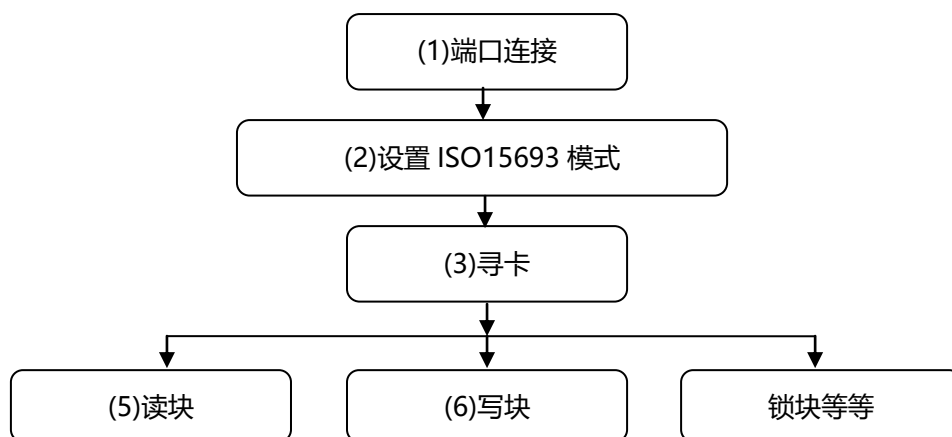 (1)端口连接
(2)设置 ISO15693 模式
(3)寻卡
(5)读块
(6)写块
锁块等等